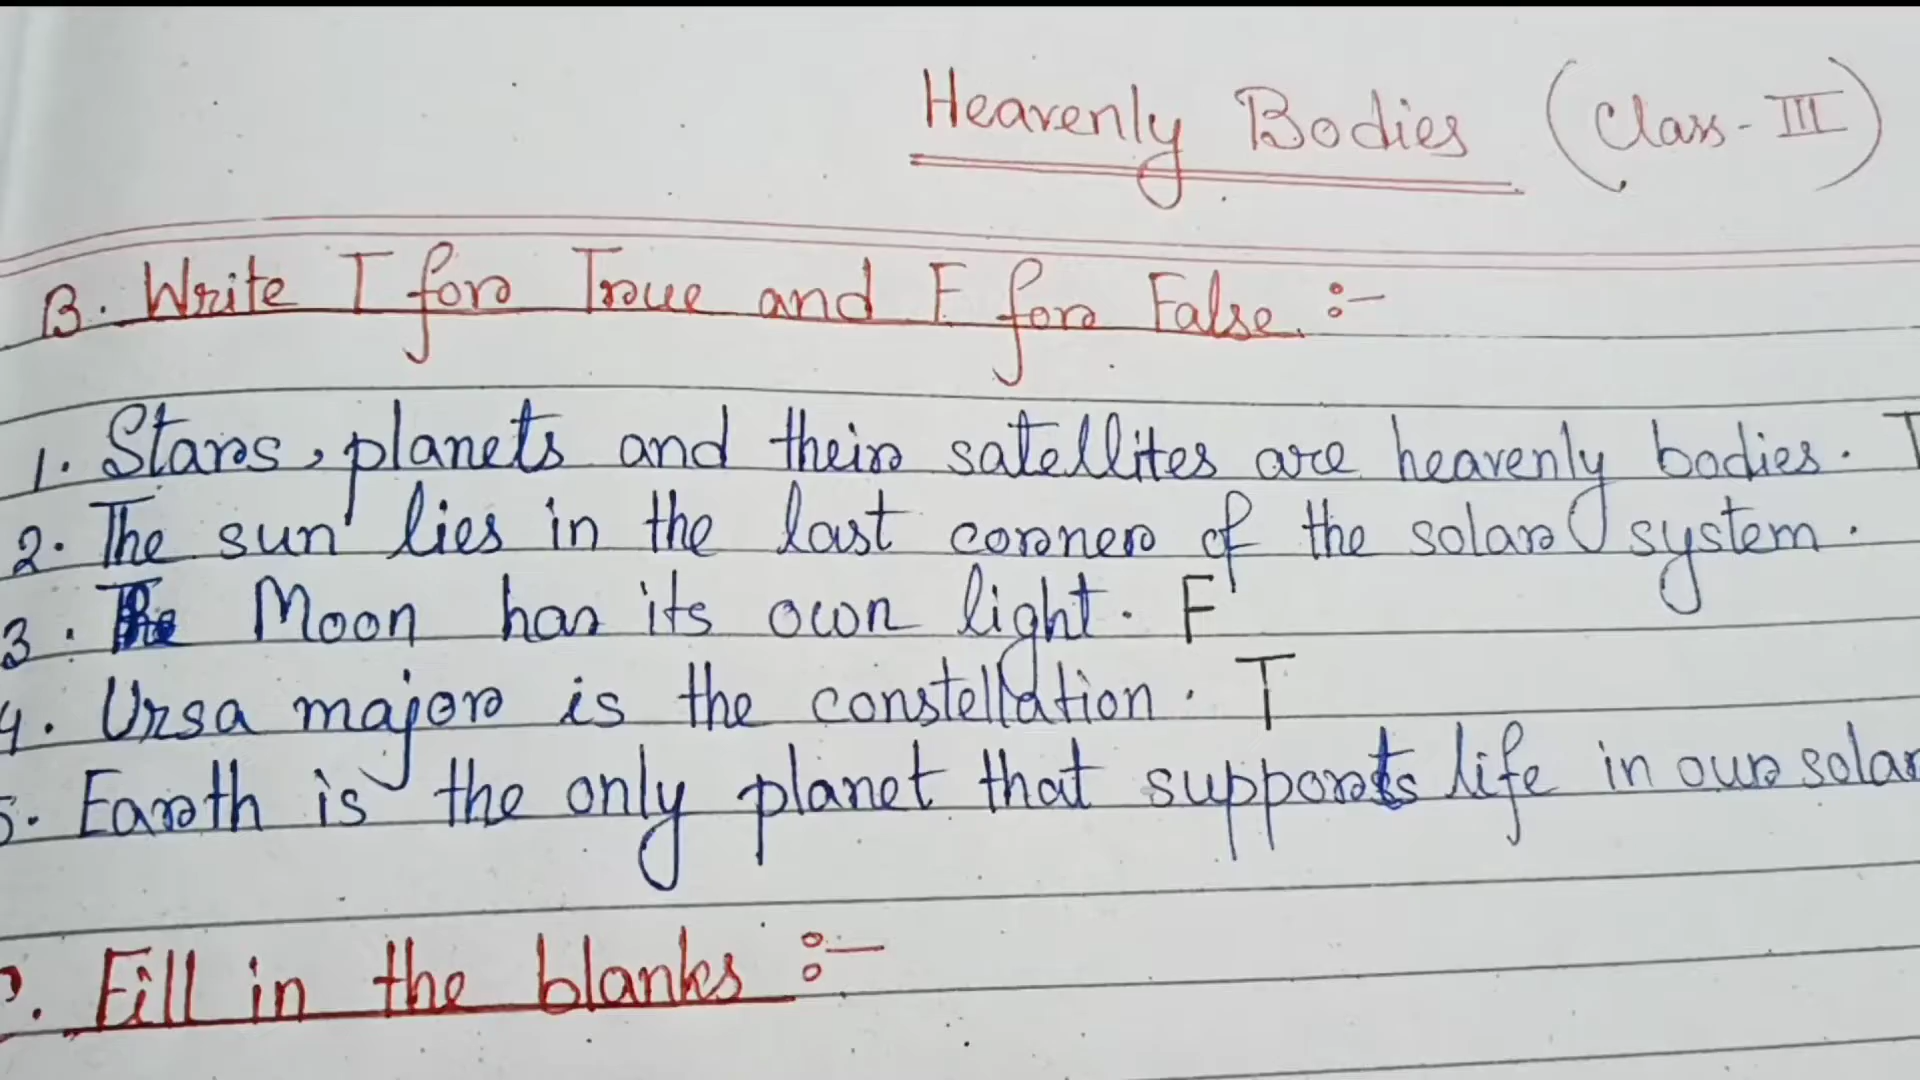 Heavenly Bodies (Class-III)
B. Write T for True and F for False :-
1. Stars, planets and their satellites are heavenly bodies. T
2. The sun lies in the last corner of the solar system.
3. The Moon has its own light. F
4. Ursa major is the constellation. T
5. Earth is the only planet that supports life in our solar
. Fill in the blanks :-